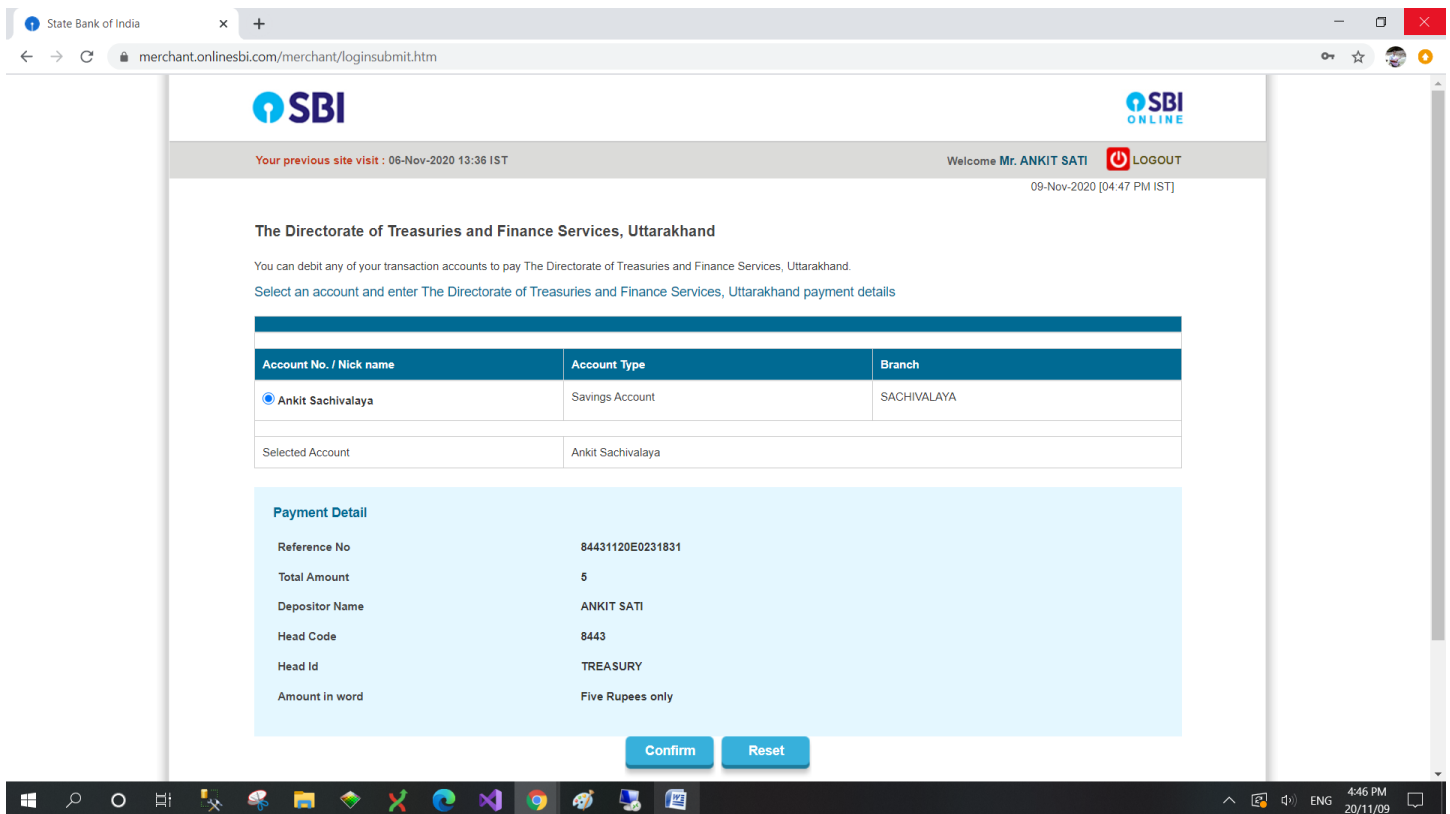 State Bank of India
merchant.onlinesbi.com/merchant/loginsubmit.htm
SBI
SBI
ONLINE
Your previous site visit : 06-Nov-2020 13:36 IST
Welcome Mr. ANKIT SATI LOGOUT
09-Nov-2020 [04:47 PM IST]
The Directorate of Treasuries and Finance Services, Uttarakhand
You can debit any of your transaction accounts to pay The Directorate of Treasuries and Finance Services, Uttarakhand.
Select an account and enter The Directorate of Treasuries and Finance Services, Uttarakhand payment details
Account No. / Nick name Account Type Branch
Ankit Sachivalaya Savings Account SACHIVALAYA
Selected Account Ankit Sachivalaya
Payment Detail
Reference No 84431120E0231831
Total Amount 5
Depositor Name ANKIT SATI
Head Code 8443
Head Id TREASURY
Amount in word Five Rupees only
Confirm Reset
ENG
4:46 PM
20/11/09